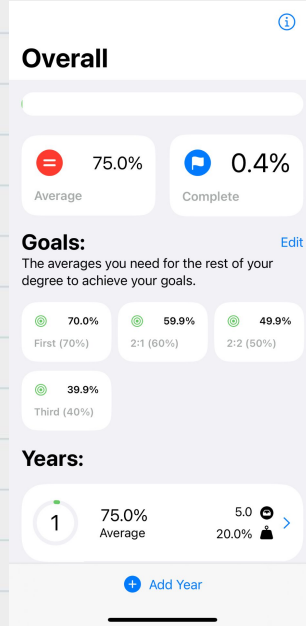 Overall
75.0%
Average
0.4%
Complete
Goals:
Edit
The averages you need for the rest of your
degree to achieve your goals.
70.0%
First (70%)
59.9%
2:1 (60%)
49.9%
2:2 (50%)
39.9%
Third (40%)
Years:
1
75.0%
Average
5.0
20.0%
Add Year